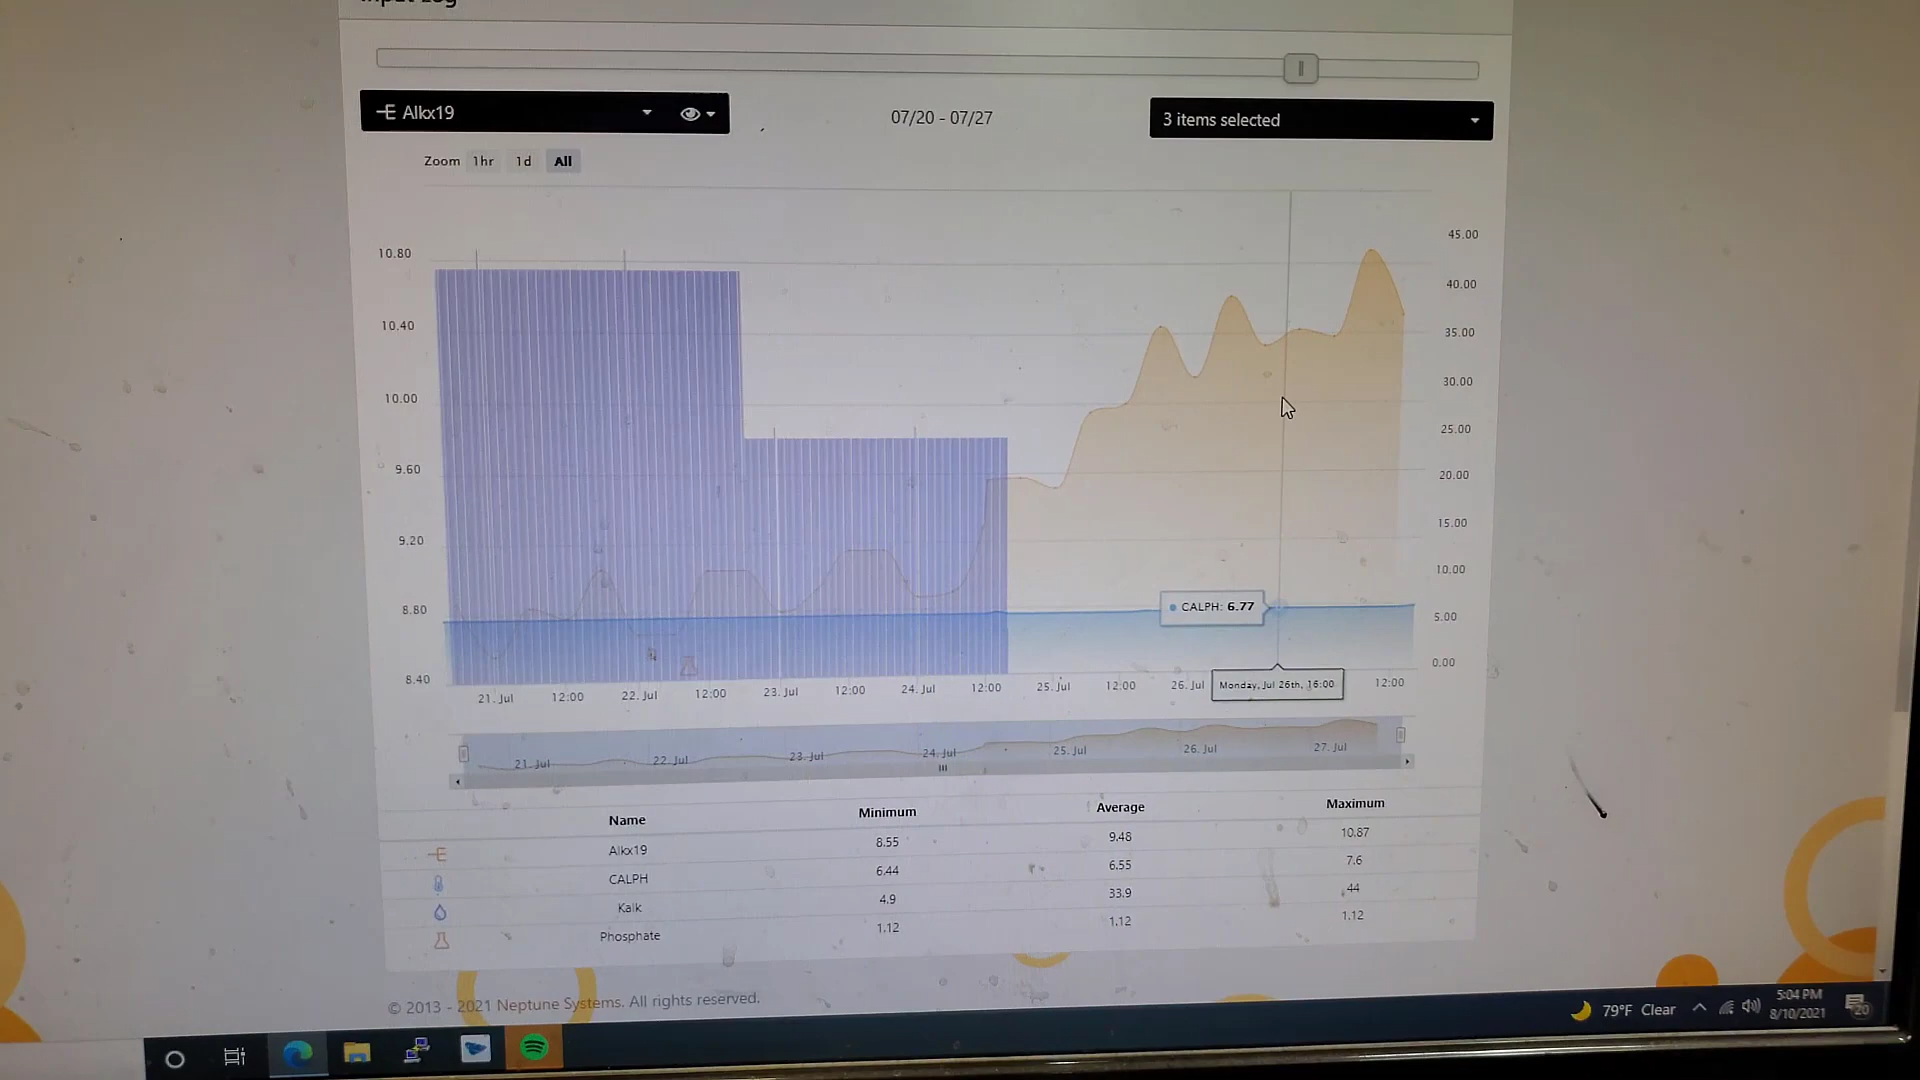 Input Log
Alkx19
07/20 - 07/27
3 items selected
Zoom 1hr 1d All
10.80
10.40
10.00
9.60
9.20
8.80
8.40
45.00
40.00
35.00
30.00
25.00
20.00
15.00
10.00
5.00
0.00
CALPH: 6.77
21. Jul 12:00 22. Jul 12:00 23. Jul 12:00 24. Jul 12:00 25. Jul 12:00 26. Jul 12:00
Monday, Jul 26th, 16:00
21. Jul 22. Jul 23. Jul 24. Jul 25. Jul 26. Jul 27. Jul
Name Minimum Average Maximum
Alkx19 8.55 9.48 10.87
CALPH 6.44 6.55 7.6
Kalk 4.9 33.9 44
Phosphate 1.12 1.12 1.12
© 2013 - 2021 Neptune Systems. All rights reserved.
79°F Clear
5:04 PM
8/10/2021
20